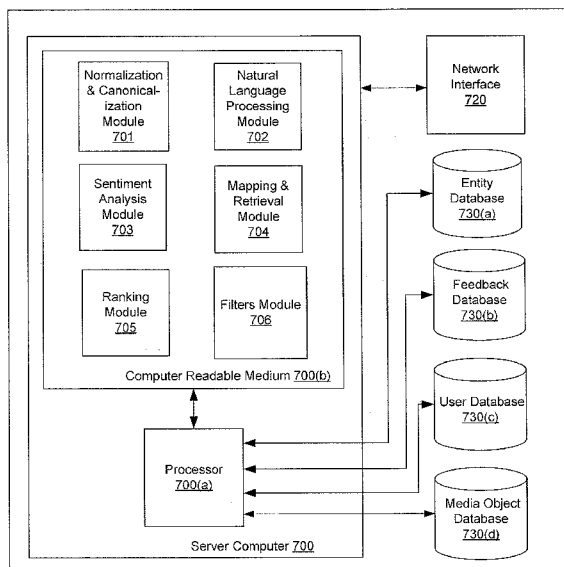 Normalization
& Canonical-
ization
Module
701
Natural
Language
Processing
Module
702
Sentiment
Analysis
Module
703
Mapping &
Retrieval
Module
704
Ranking
Module
705
Filters Module
706
Computer Readable Medium 700(b)
Processor
700(a)
Server Computer 700
Network
Interface
720
Entity
Database
730(a)
Feedback
Database
730(b)
User Database
730(c)
Media Object
Database
730(d)